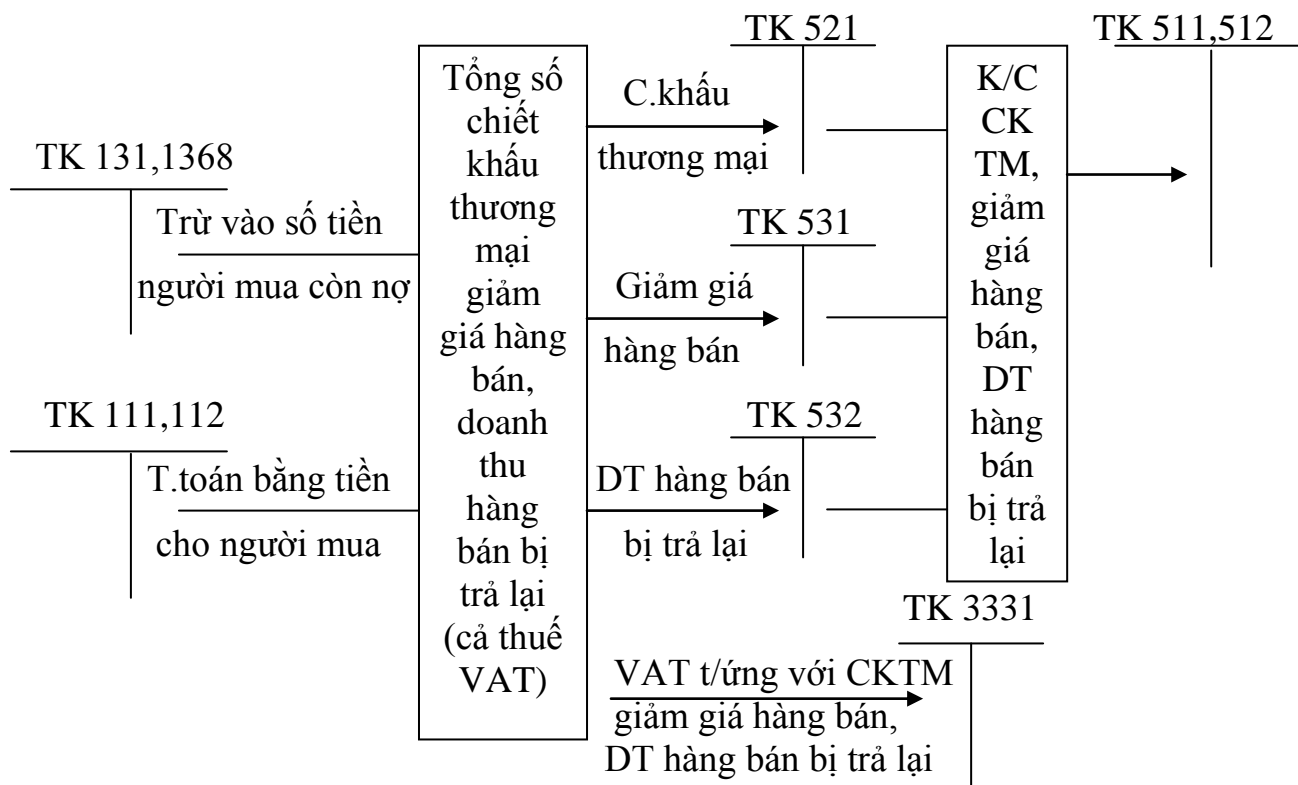 TK 131,1368
Trừ vào số tiền
người mua còn nợ
TK 111,112
T.toán bằng tiền
cho người mua
Tổng số
chiết
khấu
thương
mại
giảm
giá hàng
bán,
doanh
thu
hàng
bán bị
trả lại
(cả thuế
VAT)
C.khấu
thương mại
TK 521
Giảm giá
hàng bán
TK 531
DT hàng bán
bị trả lại
TK 532
VAT t/ứng với CKTM
giảm giá hàng bán,
DT hàng bán bị trả lại
TK 3331
K/C
CK
TM,
giảm
giá
hàng
bán,
DT
hàng
bán
bị trả
lại
TK 511,512